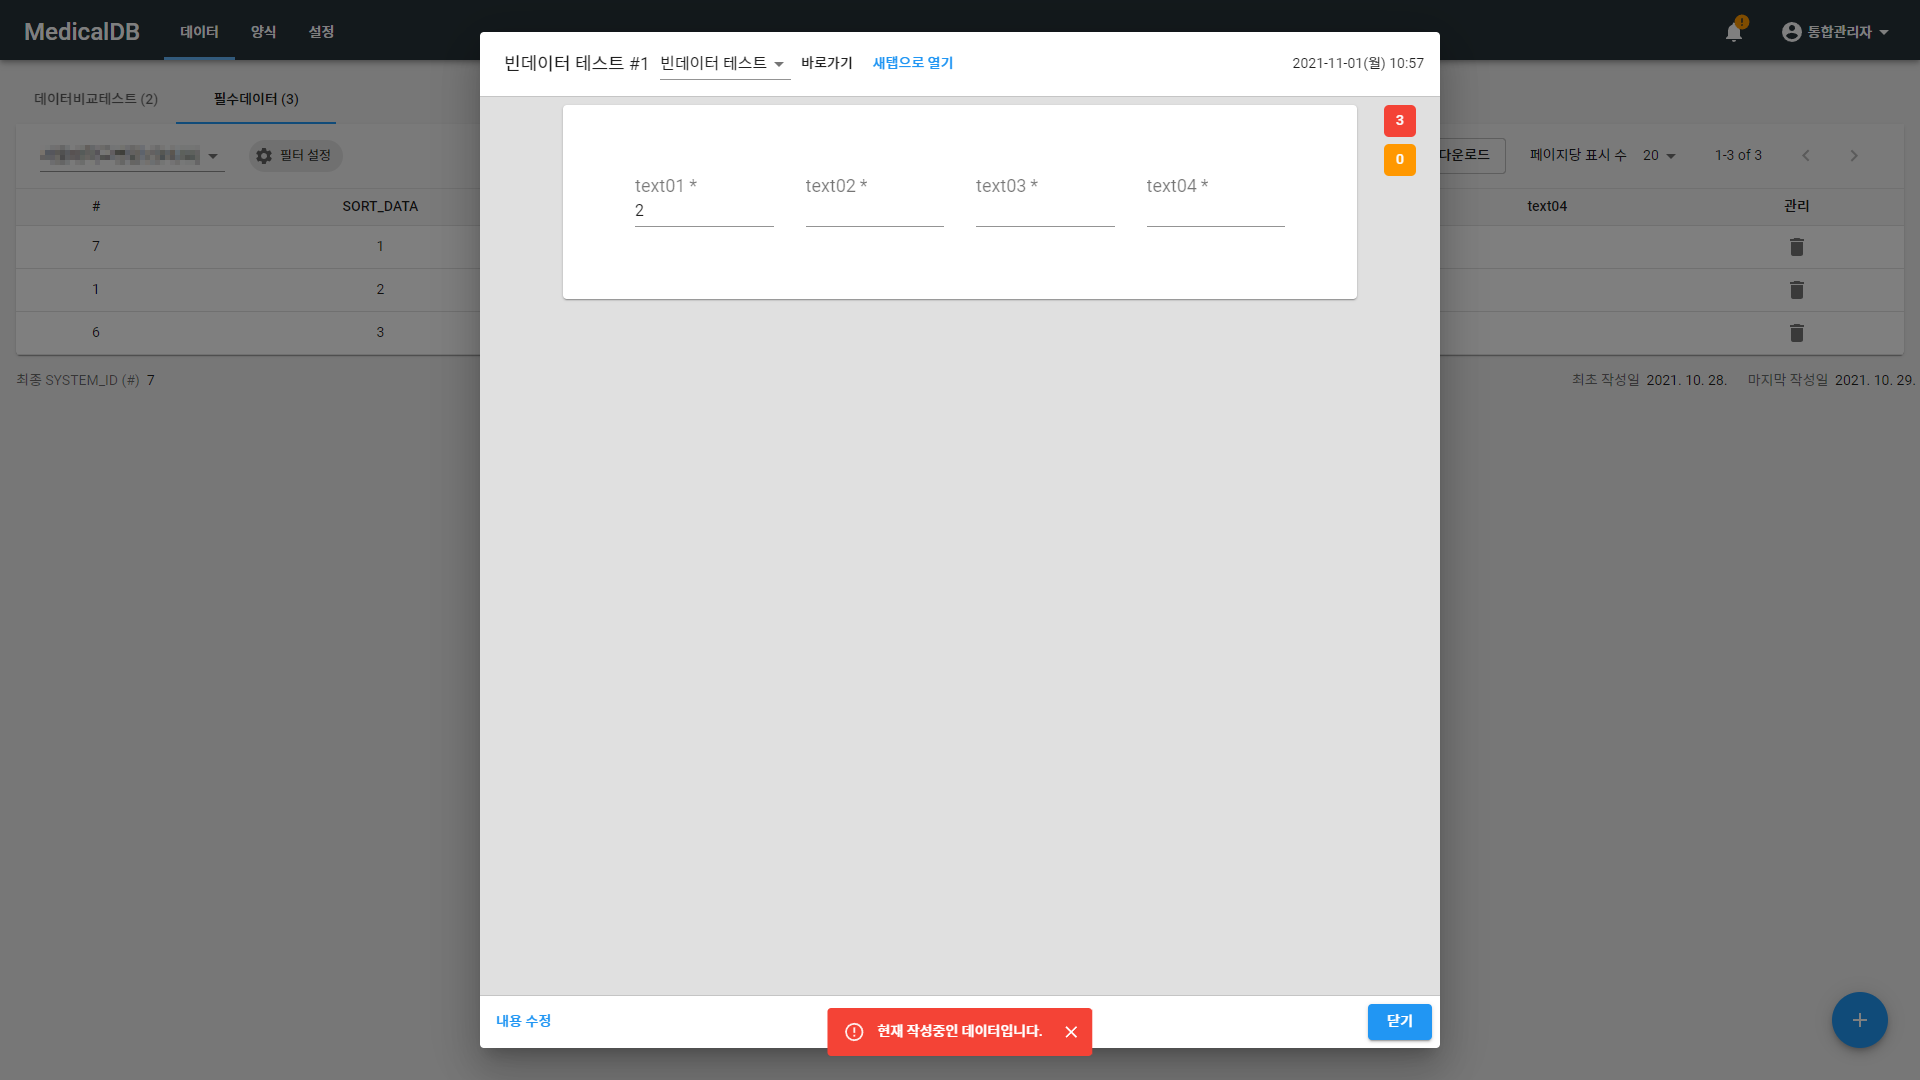 MedicalDB 데이터 양식 설정 통합관리자
빈데이터 테스트 #1 빈데이터 테스트 바로가기 새탭으로 열기 2021-11-01(월) 10:57
데이터비교테스트 (2) 필수데이터 (3)
3
필터 설정 다운로드 페이지당 표시 수 20 1-3 of 3
0
text01 * text02 * text03 * text04 *
2
# SORT_DATA text04 관리
7 1
1 2
6 3
최종 SYSTEM_ID (#) 7 최초 작성일 2021. 10. 28. 마지막 작성일 2021. 10. 29.
내용 수정 현재 작성중인 데이터입니다. 닫기